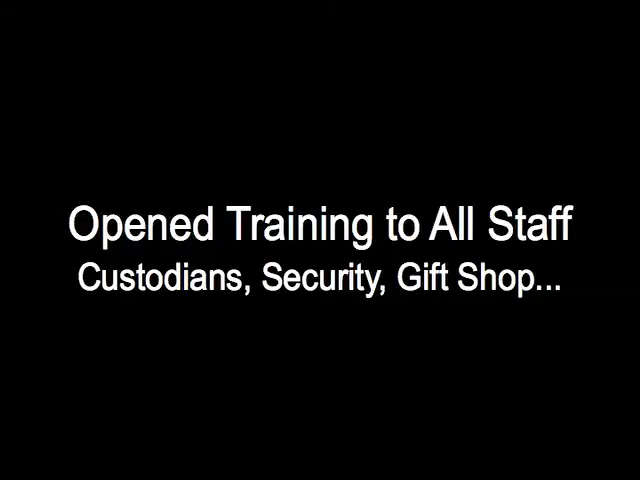 Opened Training to All Staff
Custodians, Security, Gift Shop...